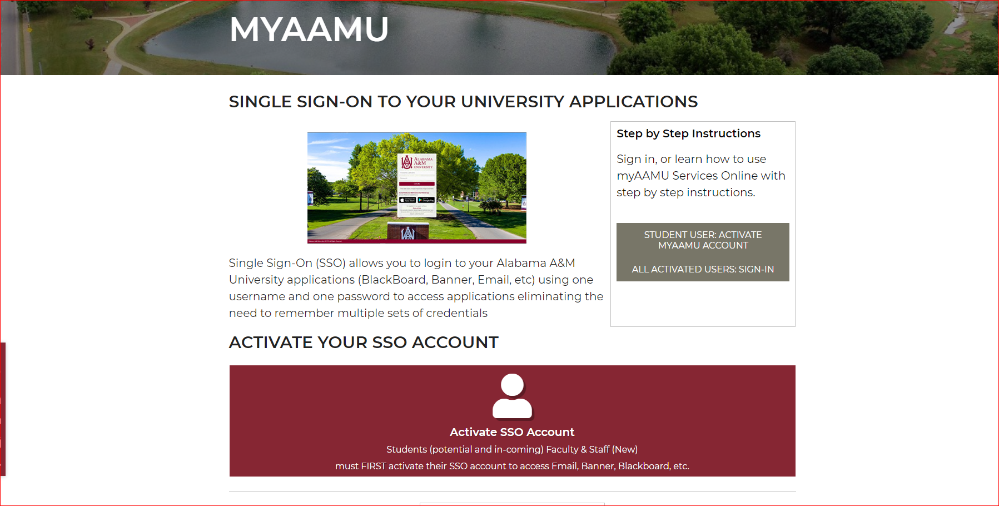 MYAAMU
SINGLE SIGN-ON TO YOUR UNIVERSITY APPLICATIONS
ALABAMA
A&M
UNIVERSITY
LOGIN
App Store
Google Play
Single Sign-On (SSO) allows you to login to your Alabama A&M
University applications (BlackBoard, Banner, Email, etc) using one
username and one password to access applications eliminating the
need to remember multiple sets of credentials
Step by Step Instructions
Sign in, or learn how to use
myAAMU Services Online with
step by step instructions.
STUDENT USER: ACTIVATE
MYAAMU ACCOUNT
ALL ACTIVATED USERS: SIGN-IN
ACTIVATE YOUR SSO ACCOUNT
Activate SSO Account
Students (potential and in-coming) Faculty & Staff (New)
must FIRST activate their SSO account to access Email, Banner, Blackboard, etc.